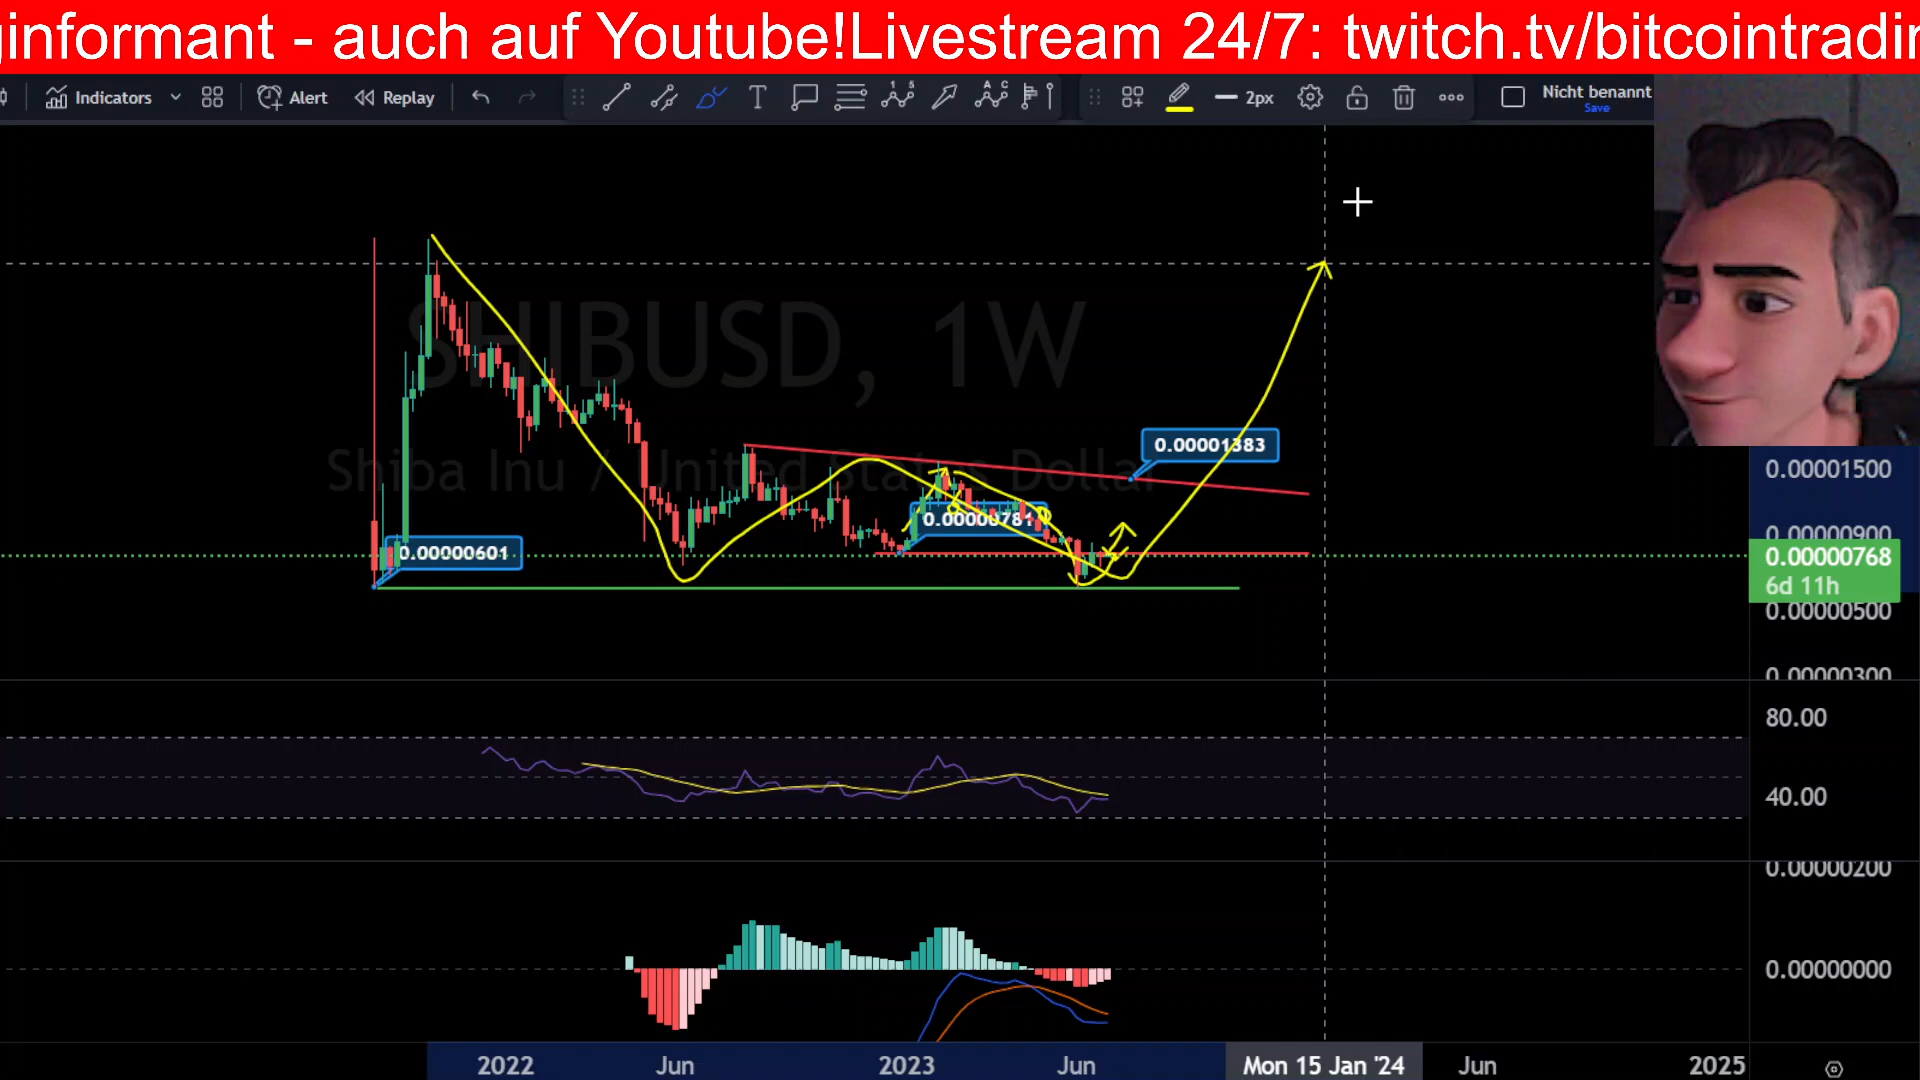 informant - auch auf Youtube!Livestream 24/7: twitch.tv/bitcointradin
Indicators Alert Replay T 1 5 A C 2px Nicht benannt
Save
SHIBUSD, 1W
Shiba Inu / United States Dollar
0.00001383
0.00000781
0.00000601
0.00001500
0.00000900
0.00000768
6d 11h
0.00000500
0.00000300
80.00
40.00
0.00000200
0.00000000
2022 Jun 2023 Jun Mon 15 Jan '24 Jun 2025